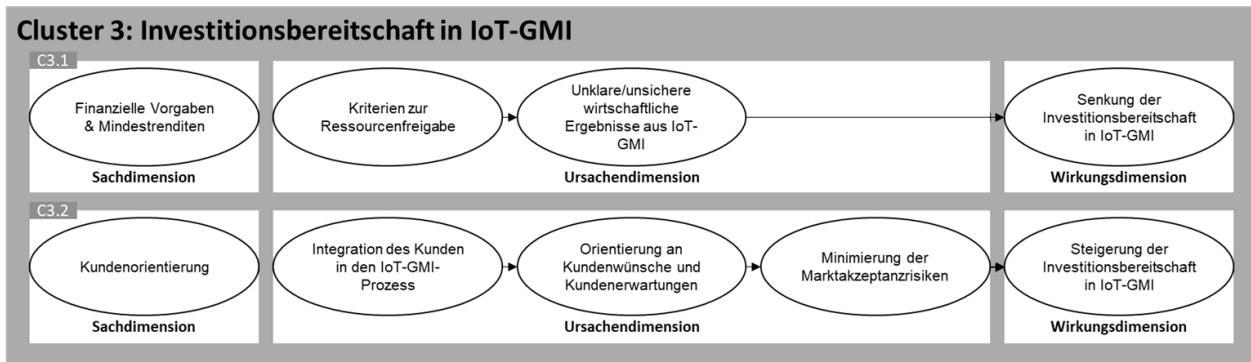 Cluster 3: Investitionsbereitschaft in IoT-GMI
C3.1
Finanzielle Vorgaben
& Mindestrenditen
Sachdimension
Kriterien zur
Ressourcenfreigabe
Unklare/unsichere
wirtschaftliche
Ergebnisse aus IoT-
GMI
Ursachendimension
Senkung der
Investitionsbereitschaft
in IoT-GMI
Wirkungsdimension
C3.2
Kundenorientierung
Sachdimension
Integration des Kunden
in den IoT-GMI-
Prozess
Orientierung an
Kundenwünsche und
Kundenerwartungen
Minimierung der
Marktakzeptanzrisiken
Ursachendimension
Steigerung der
Investitionsbereitschaft
in IoT-GMI
Wirkungsdimension